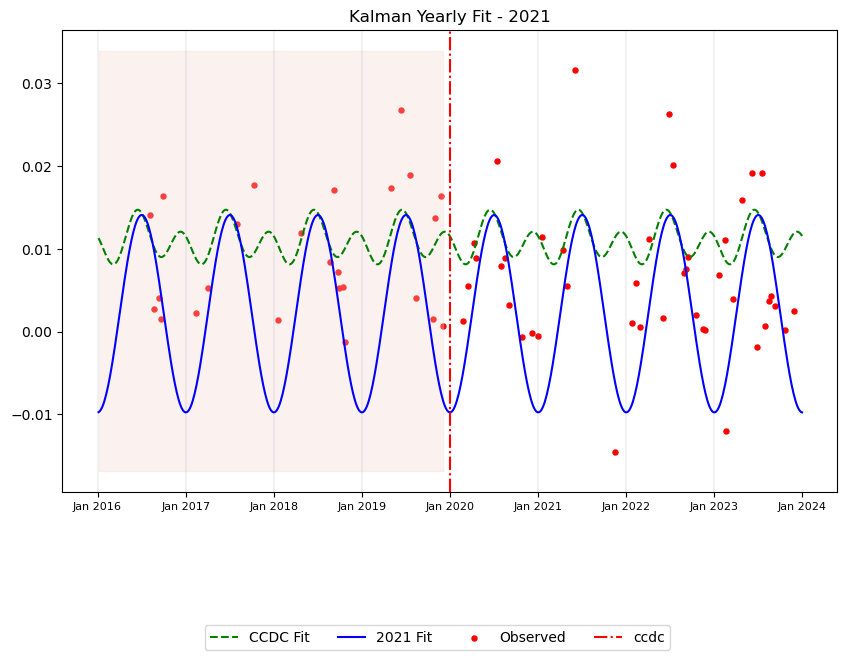 Kalman Yearly Fit - 2021
0.03
0.02
0.01
0.00
−0.01
Jan 2016 Jan 2017 Jan 2018 Jan 2019 Jan 2020 Jan 2021 Jan 2022 Jan 2023 Jan 2024
CCDC Fit 2021 Fit Observed ccdc